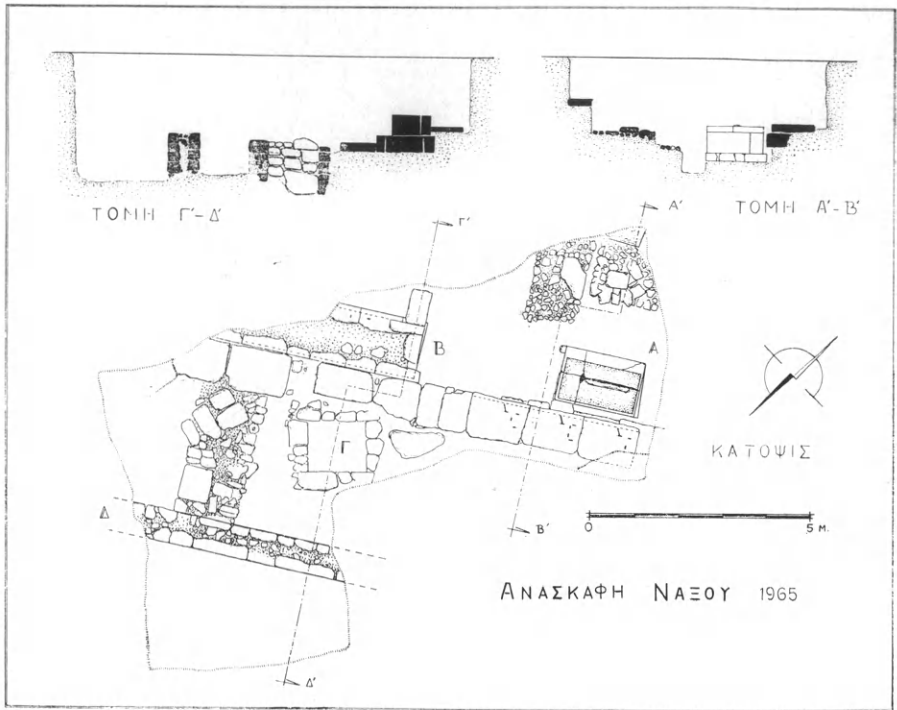 ΤΟΜΗ Γ'-Δ'
ΤΟΜΗ Α'-Β'
Γ'
Α'
Β
Α
Γ
Δ
ΚΑΤΟΨΙΣ
Β'
0 5 Μ.
ΑΝΑΣΚΑΦΗ ΝΑΞΟΥ 1965
Δ'